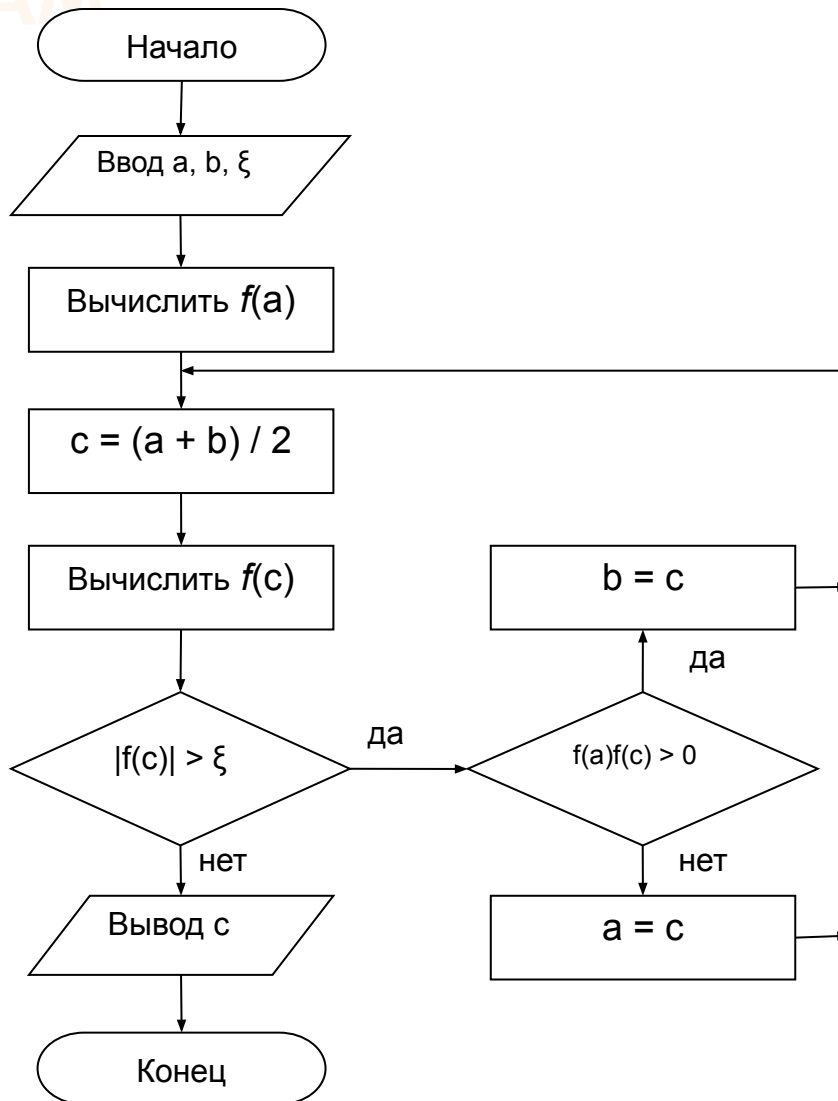 Начало
Ввод a, b, ξ
Вычислить f(a)
c = (a + b) / 2
Вычислить f(c)
b = c
да
|f(c)| > ξ
да
f(a)f(c) > 0
нет
нет
Вывод c
a = c
Конец